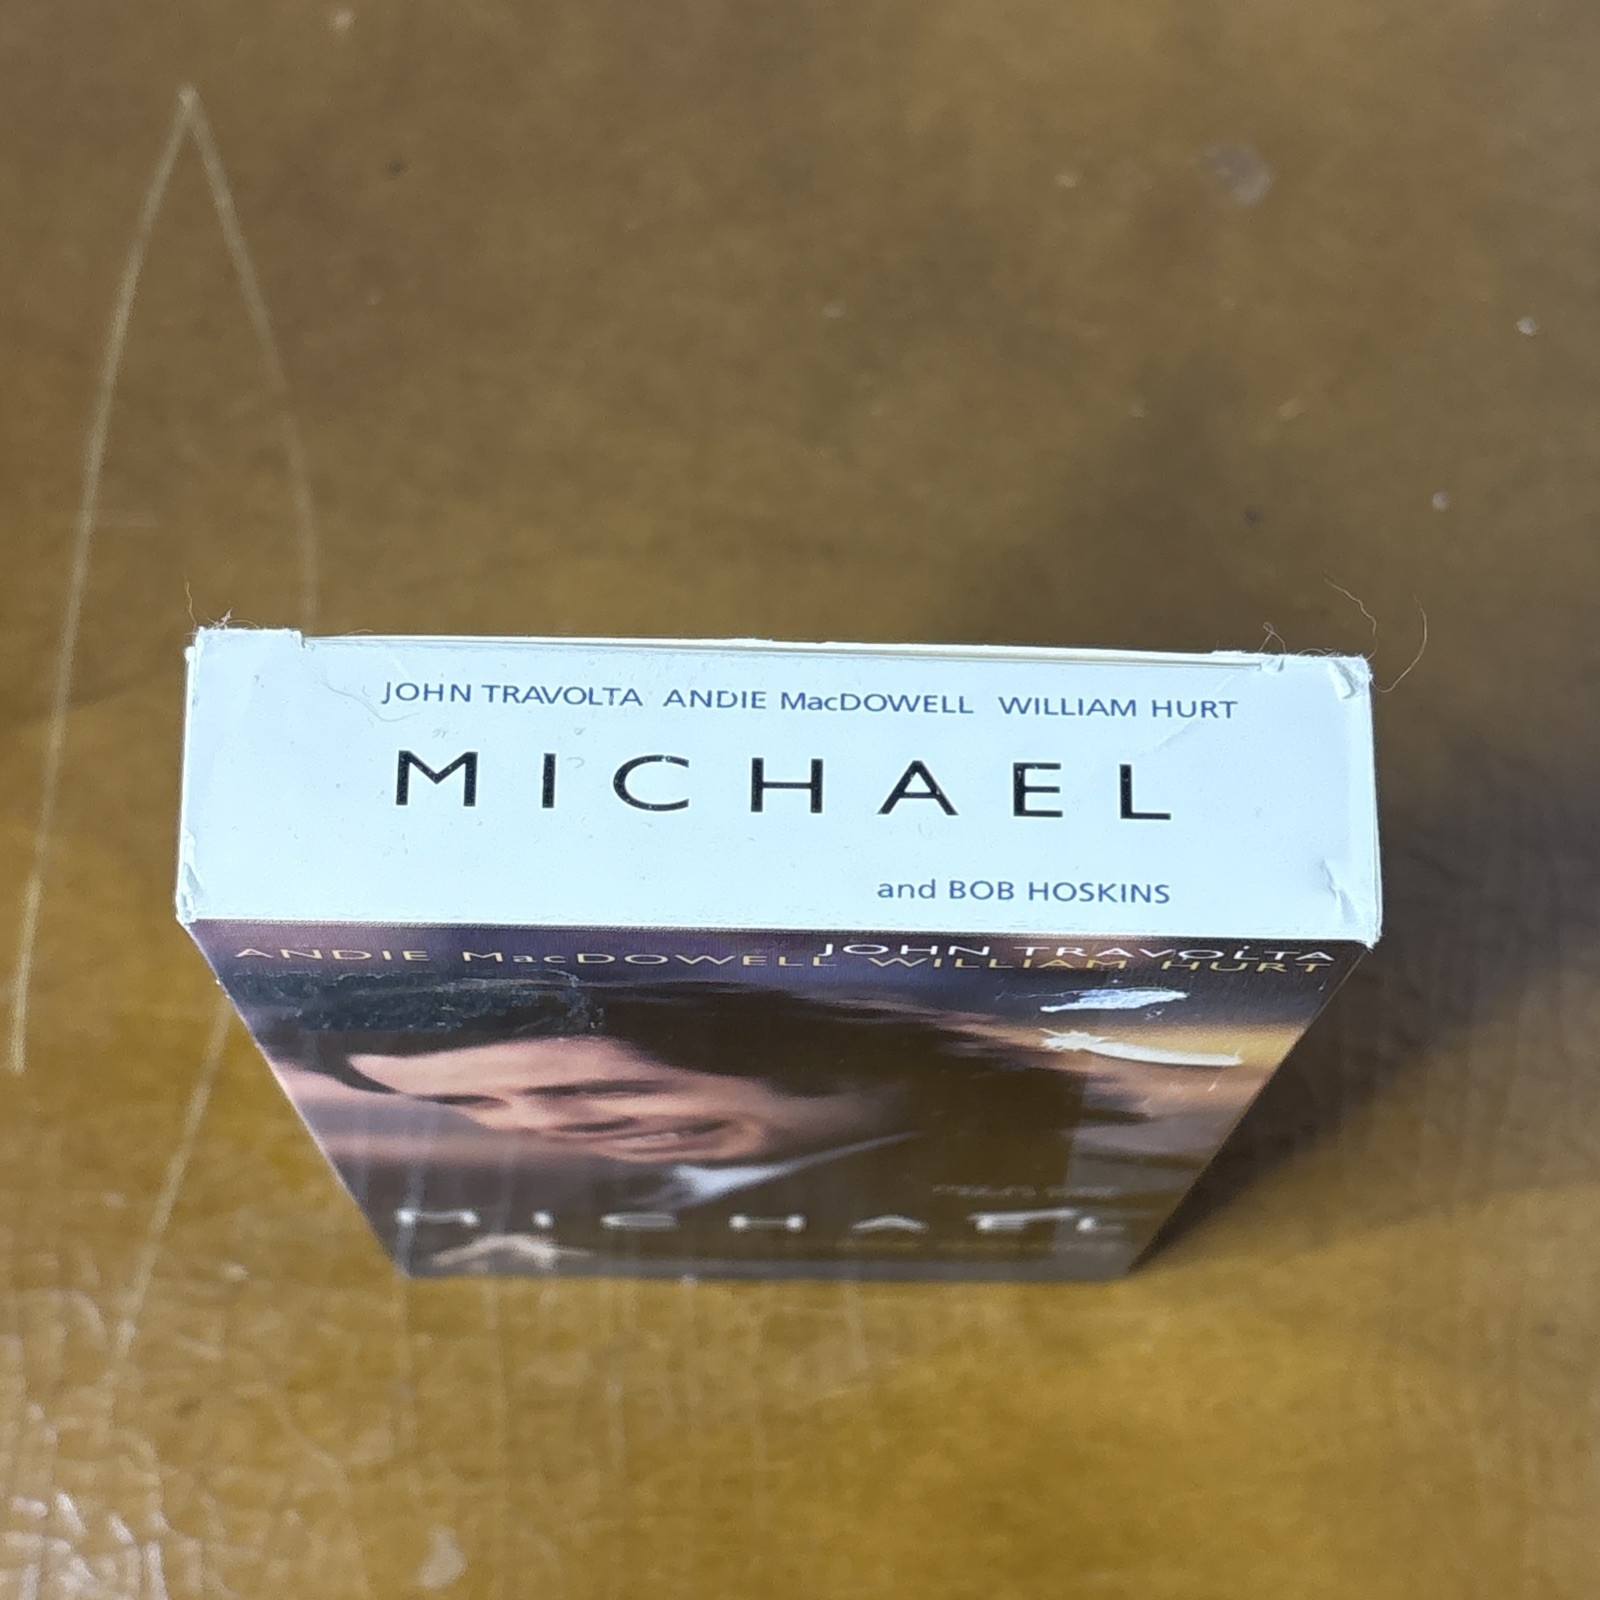 JOHN TRAVOLTA ANDIE MacDOWELL WILLIAM HURT
MICHAEL
and BOB HOSKINS
JOHN TRAVOLTA
ANDIE MacDOWELL WILLIAM HURT
MICHAEL